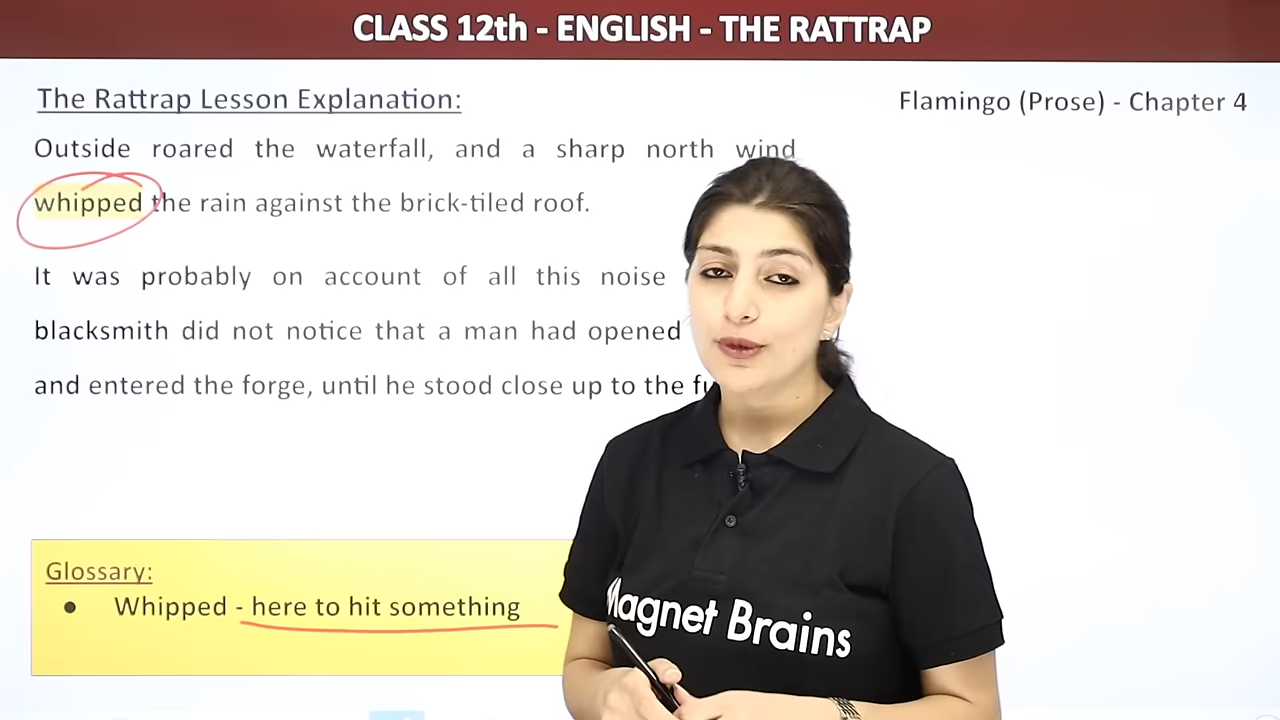 CLASS 12th - ENGLISH - THE RATTRAP
The Rattrap Lesson Explanation:
Flamingo (Prose) - Chapter 4
Outside roared the waterfall, and a sharp north wind
whipped the rain against the brick-tiled roof.
It was probably on account of all this noise
blacksmith did not notice that a man had opened
and entered the forge, until he stood close up to the
Glossary:
● Whipped - here to hit something
Magnet Brains